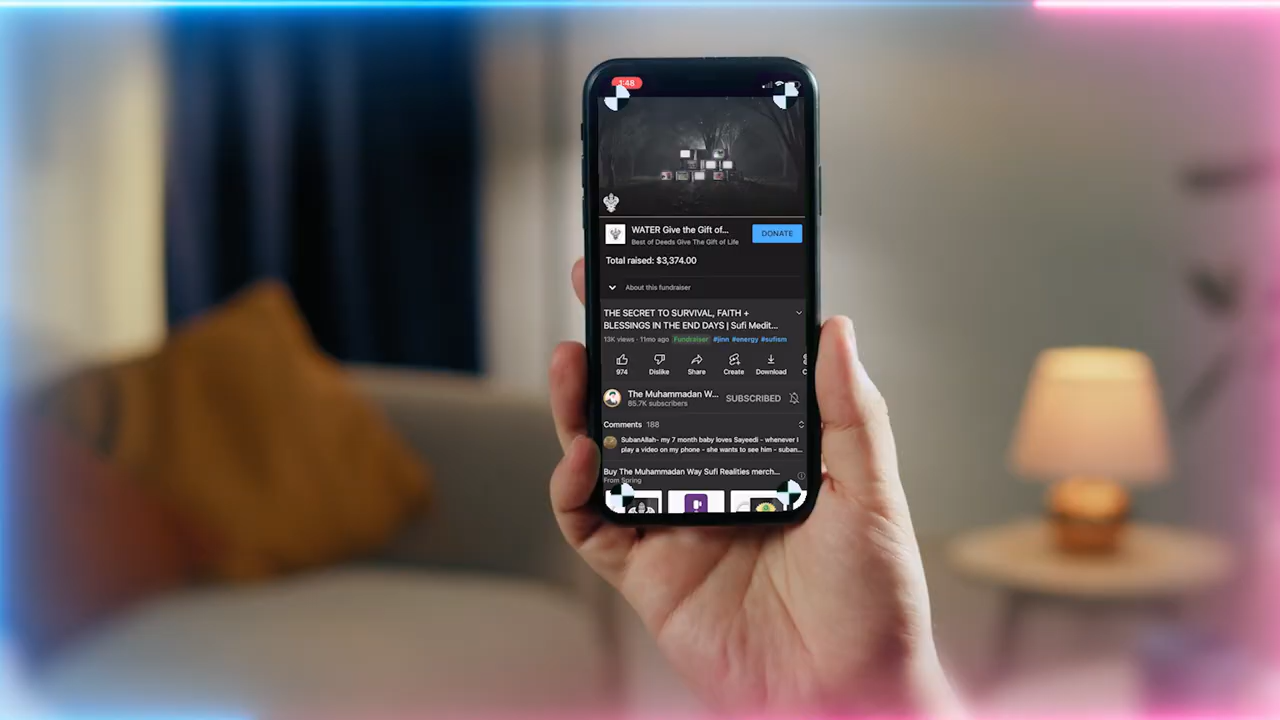 1:48
WATER Give the Gift of...
Best of Deeds Give The Gift of Life
DONATE
Total raised: $3,374.00
About this fundraiser
THE SECRET TO SURVIVAL, FAITH +
BLESSINGS IN THE END DAYS | Sufi Medit...
13K views · 11mo ago Fundraiser #jinn #energy #sufism
974 Dislike Share Create Download
The Muhammadan W...
85.7K subscribers
SUBSCRIBED
Comments 188
SubanAllah- my 7 month baby loves Sayeedi - whenever I
play a video on my phone - she wants to see him - suban...
Buy The Muhammadan Way Sufi Realities merch...
From Spring